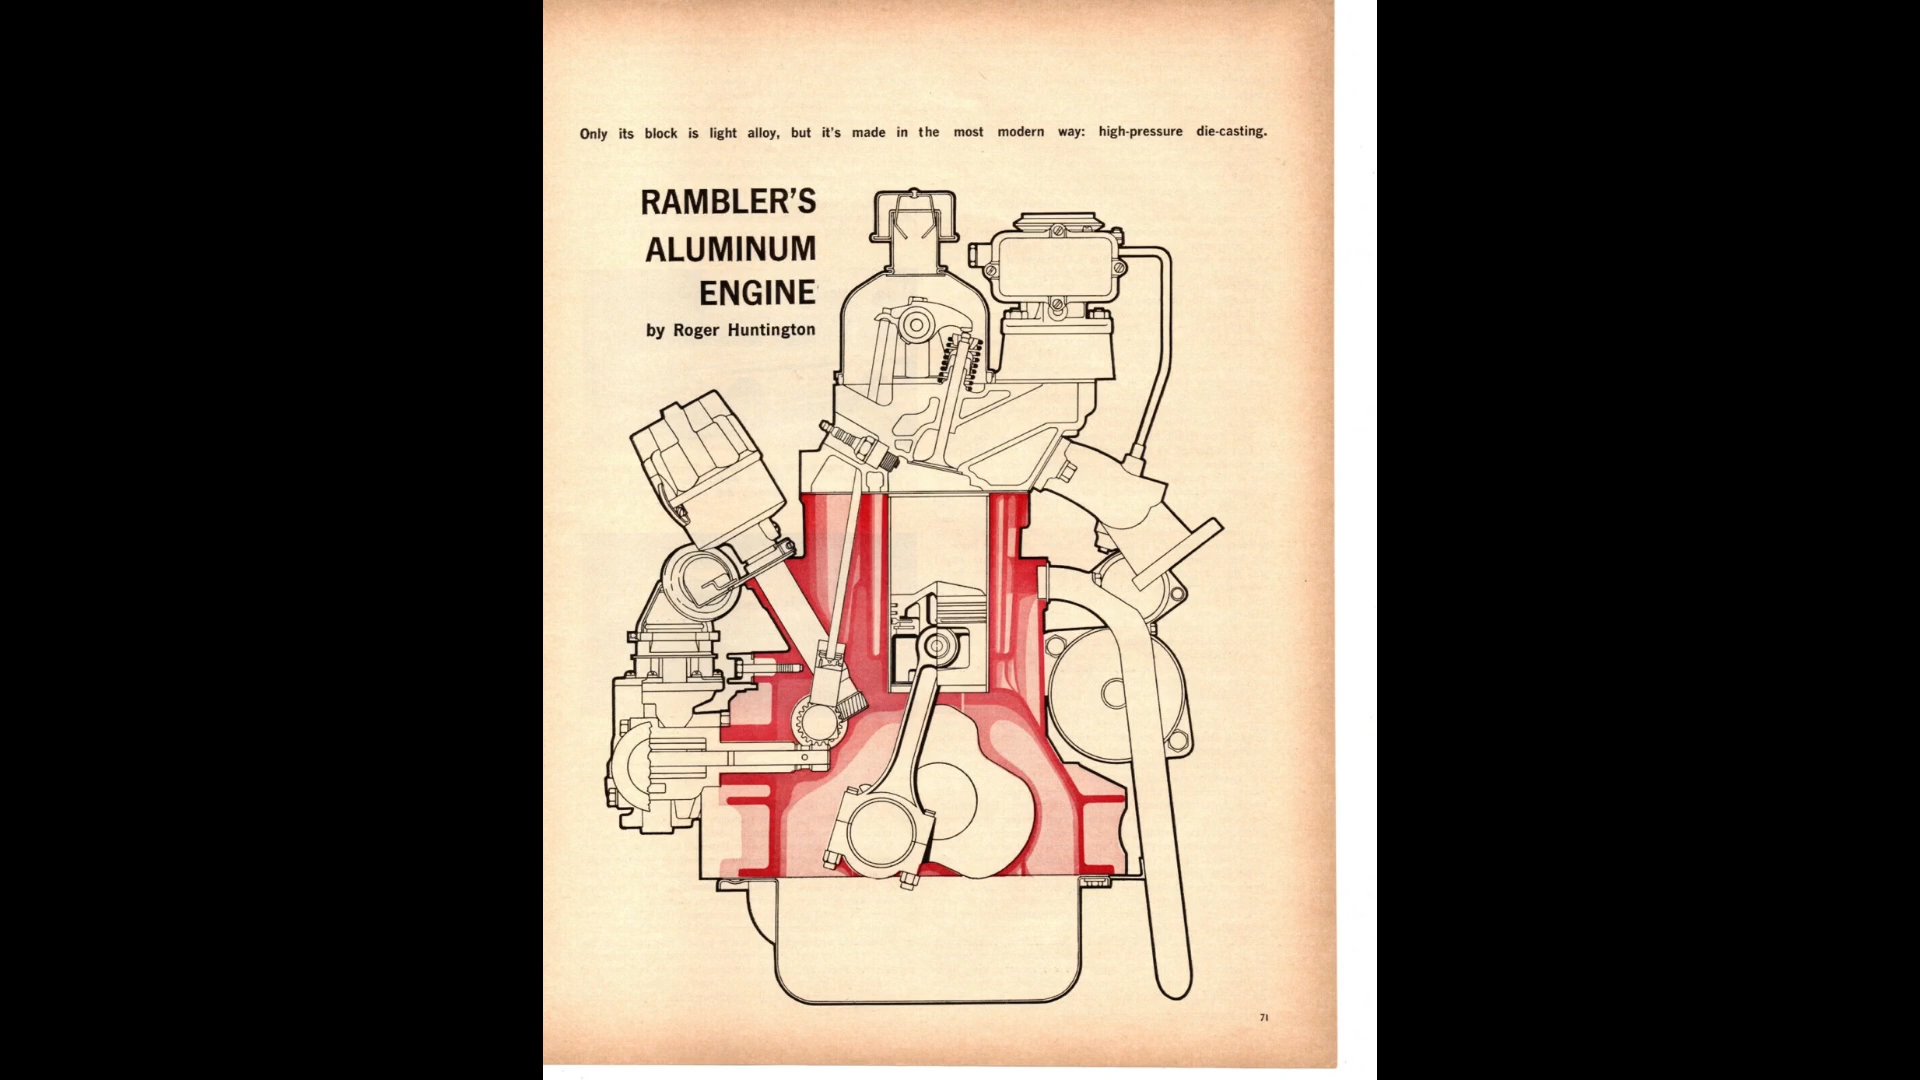 Only its block is light alloy, but it's made in the most modern way: high-pressure die-casting.
RAMBLER'S
ALUMINUM
ENGINE
by Roger Huntington
71